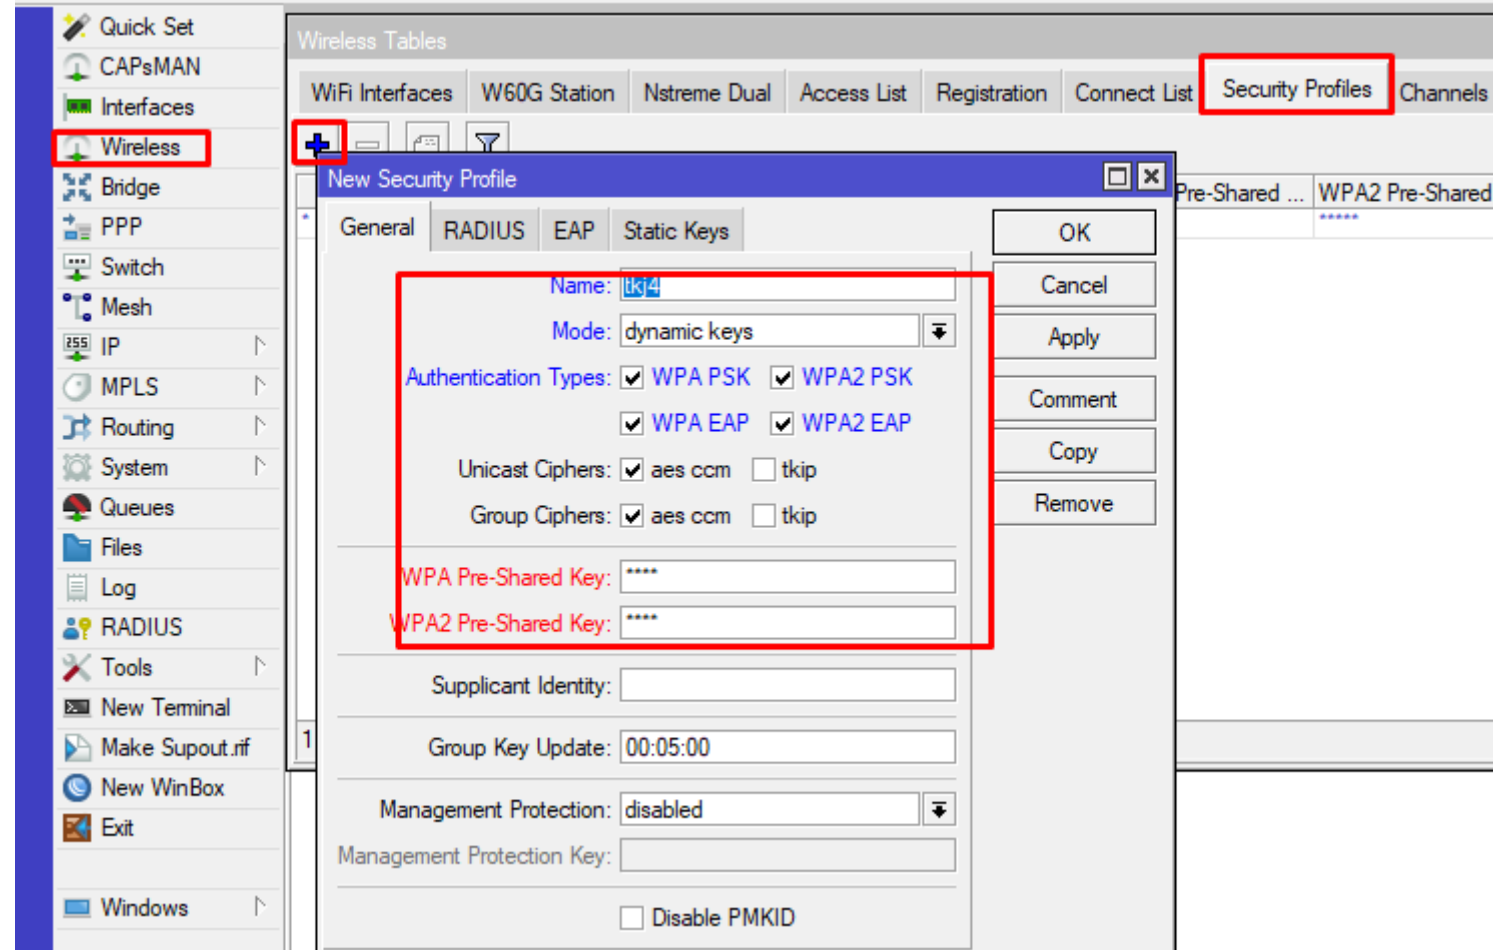 Quick Set
CAPsMAN
Interfaces
Wireless
Bridge
PPP
Switch
Mesh
255 IP
MPLS
Routing
System
Queues
Files
Log
RADIUS
Tools
New Terminal
Make Supout.rif
New WinBox
Exit
Windows
Wireless Tables
WiFi Interfaces W60G Station Nstreme Dual Access List Registration Connect List Security Profiles Channels
Pre-Shared ... WPA2 Pre-Shared
* *****
New Security Profile
General RADIUS EAP Static Keys
Name: tkj4
Mode: dynamic keys
Authentication Types: WPA PSK WPA2 PSK
WPA EAP WPA2 EAP
Unicast Ciphers: aes ccm tkip
Group Ciphers: aes ccm tkip
WPA Pre-Shared Key: ****
WPA2 Pre-Shared Key: ****
Supplicant Identity:
Group Key Update: 00:05:00
Management Protection: disabled
Management Protection Key:
Disable PMKID
OK
Cancel
Apply
Comment
Copy
Remove
1